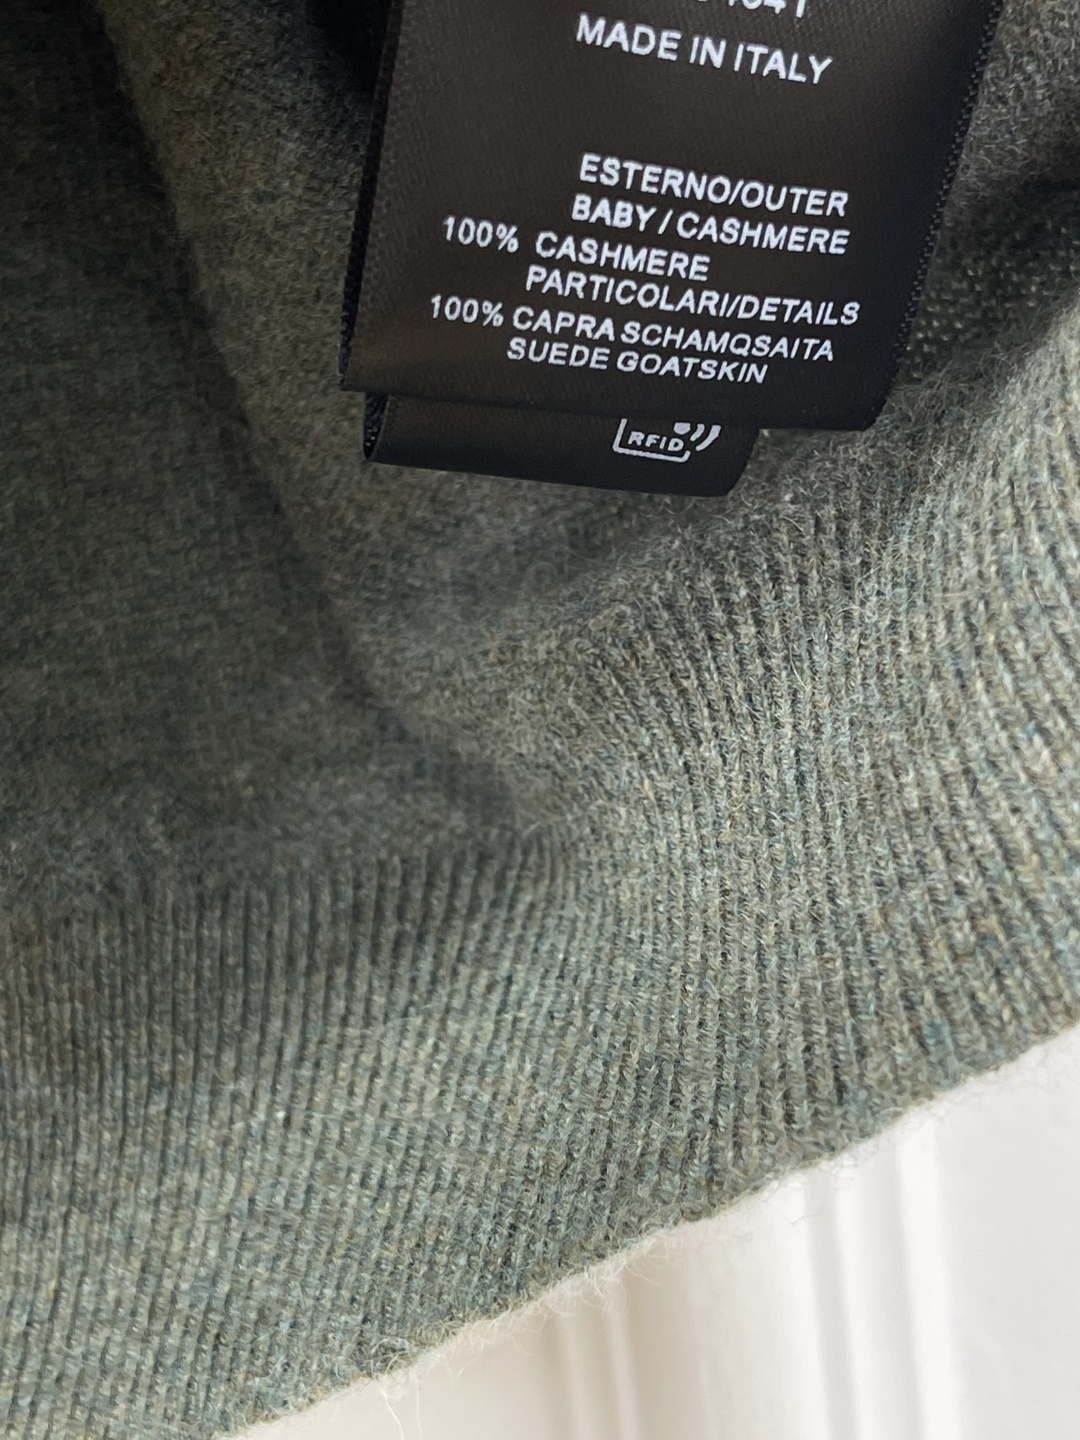 MADE IN ITALY
ESTERNO/OUTER
BABY / CASHMERE
100% CASHMERE
PARTICOLARI/DETAILS
100% CAPRA SCHAMQSAITA
SUEDE GOATSKIN
RFID